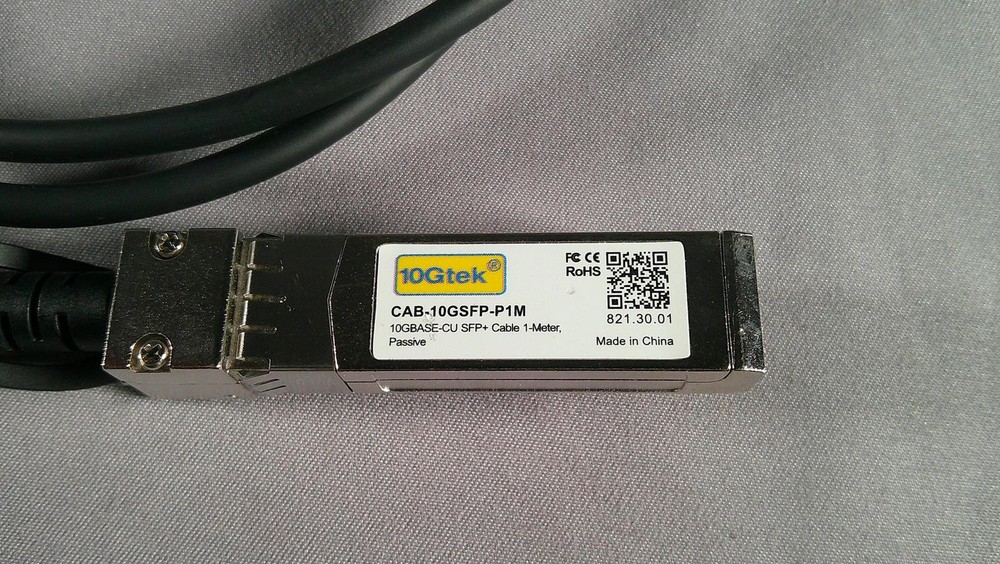 10Gtek®
FC CE
RoHS
CAB-10GSFP-P1M
10GBASE-CU SFP+ Cable 1-Meter,
Passive
821.30.01
Made in China